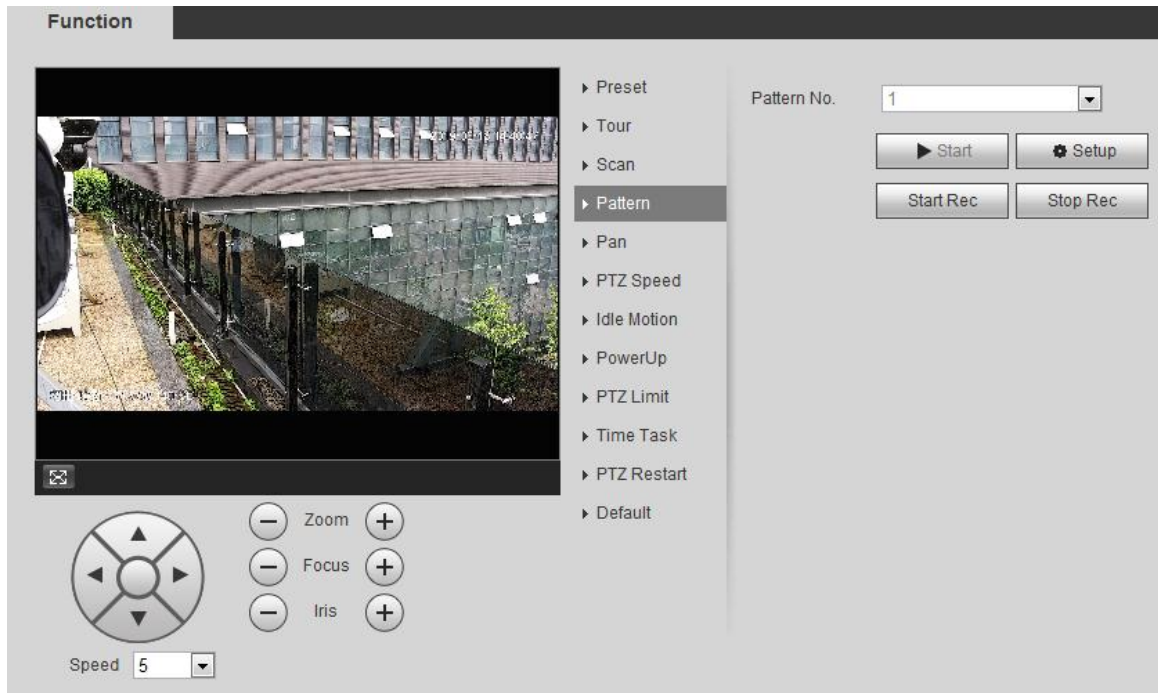 Function
Preset
Tour
Scan
Pattern
Pan
PTZ Speed
Idle Motion
PowerUp
PTZ Limit
Time Task
PTZ Restart
Default
Pattern No. 1
Start Setup
Start Rec Stop Rec
Zoom
Focus
Iris
Speed 5